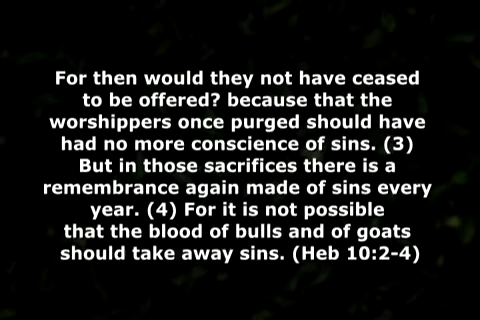 For then would they not have ceased
to be offered? because that the
worshippers once purged should have
had no more conscience of sins. (3)
But in those sacrifices there is a
remembrance again made of sins every
year. (4) For it is not possible
that the blood of bulls and of goats
should take away sins. (Heb 10:2-4)